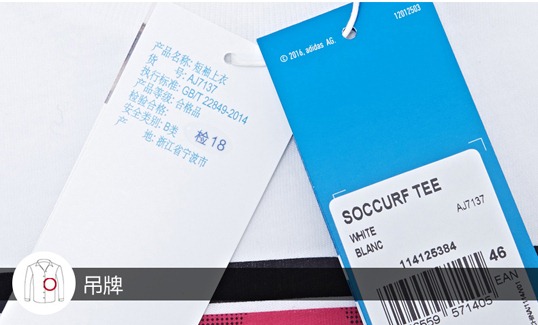 产品名称: 短袖上衣
货 号: AJ7137
执行标准: GB/T 22849-2014
产品等级: 合格品
检验合格:
检18
安全类别: B类
产 地: 浙江省宁波市
© 2016, adidas AG.
12012503
SOCCURF TEE
AJ7137
WHITE
BLANC
114125384
46
EAN
571405
吊牌